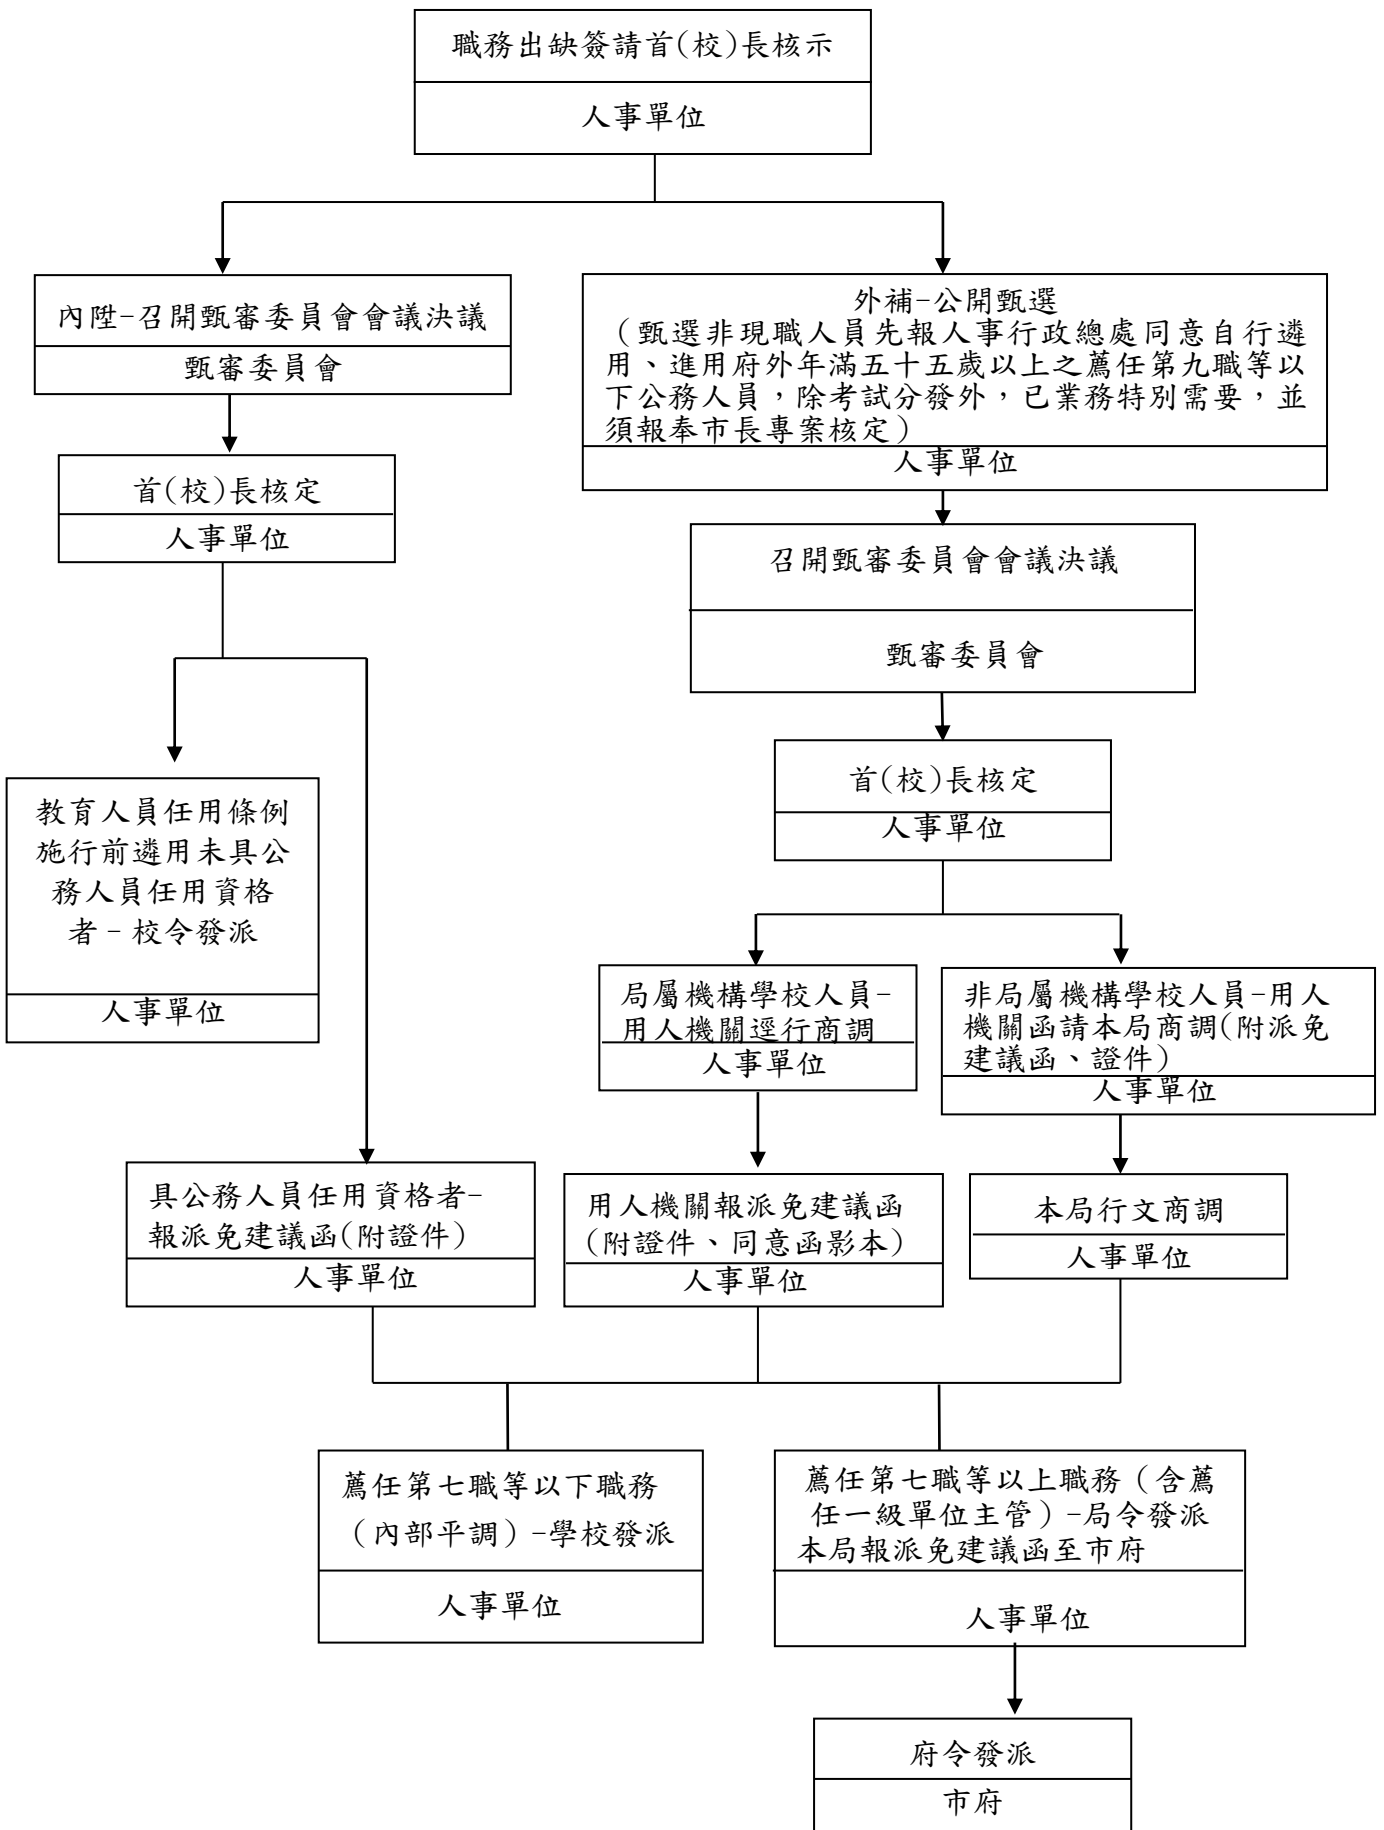 職務出缺簽請首(校)長核示
人事單位
內陞-召開甄審委員會會議決議
甄審委員會
外補-公開甄選
（甄選非現職人員先報人事行政總處同意自行遴
用、進用府外年滿五十五歲以上之薦任第九職等以
下公務人員，除考試分發外，已業務特別需要，並
須報奉市長專案核定）
人事單位
首(校)長核定
人事單位
召開甄審委員會會議決議
甄審委員會
首(校)長核定
人事單位
教育人員任用條例
施行前遴用未具公
務人員任用資格
者-校令發派
人事單位
局屬機構學校人員-
用人機關逕行商調
人事單位
非局屬機構學校人員-用人
機關函請本局商調(附派免
建議函、證件)
人事單位
具公務人員任用資格者-
報派免建議函(附證件)
人事單位
用人機關報派免建議函
(附證件、同意函影本)
人事單位
本局行文商調
人事單位
薦任第七職等以下職務
（內部平調）-學校發派
人事單位
薦任第七職等以上職務（含薦
任一級單位主管）-局令發派
本局報派免建議函至市府
人事單位
府令發派
市府